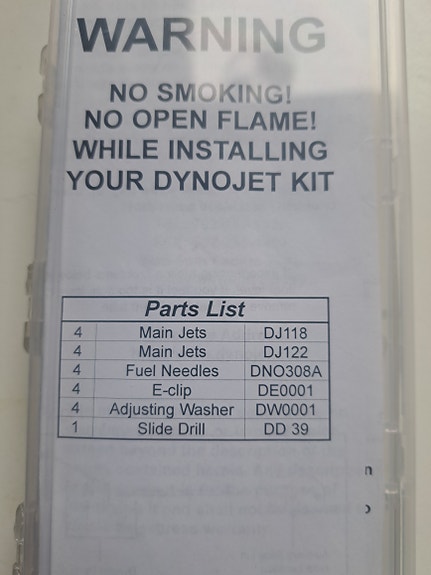 WARNING
NO SMOKING!
NO OPEN FLAME!
WHILE INSTALLING
YOUR DYNOJET KIT
Parts List
4 Main Jets DJ118
4 Main Jets DJ122
4 Fuel Needles DNO308A
4 E-clip DE0001
4 Adjusting Washer DW0001
1 Slide Drill DD 39
n